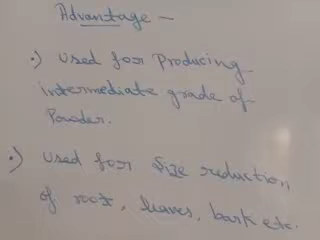 Advantage —
•) Used for Producing
intermediate grade of
Powder.
•) Used for Size reduction
of root, leaves, bark etc.